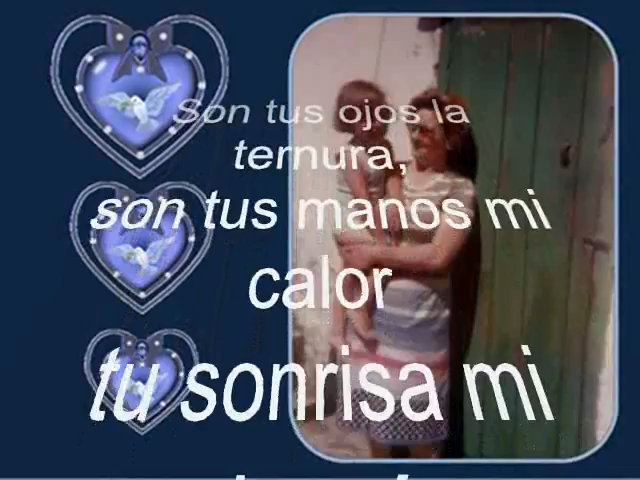 Son tus ojos la
ternura,
son tus manos mi
calor
tu sonrisa mi